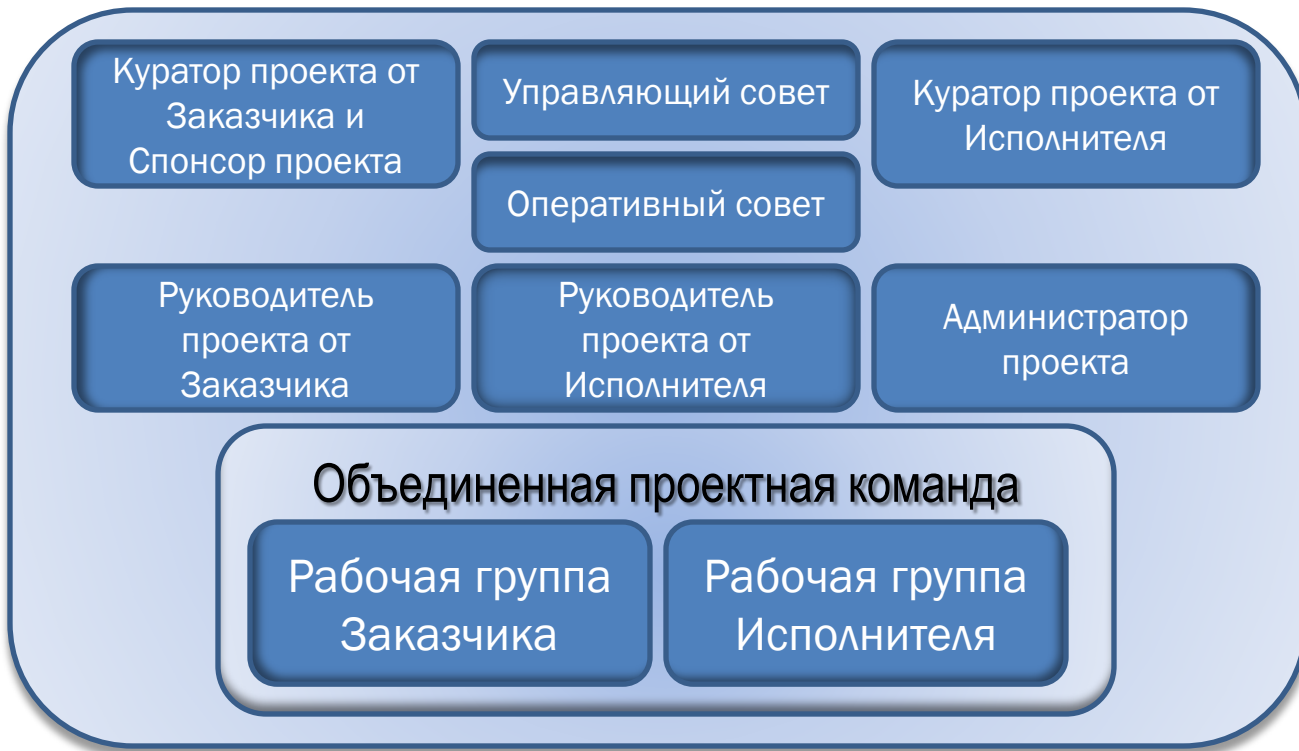 Куратор проекта от
Заказчика и
Спонсор проекта
Управляющий совет
Куратор проекта от
Исполнителя
Оперативный совет
Руководитель
проекта от
Заказчика
Руководитель
проекта от
Исполнителя
Администратор
проекта
Объединенная проектная команда
Рабочая группа
Заказчика
Рабочая группа
Исполнителя